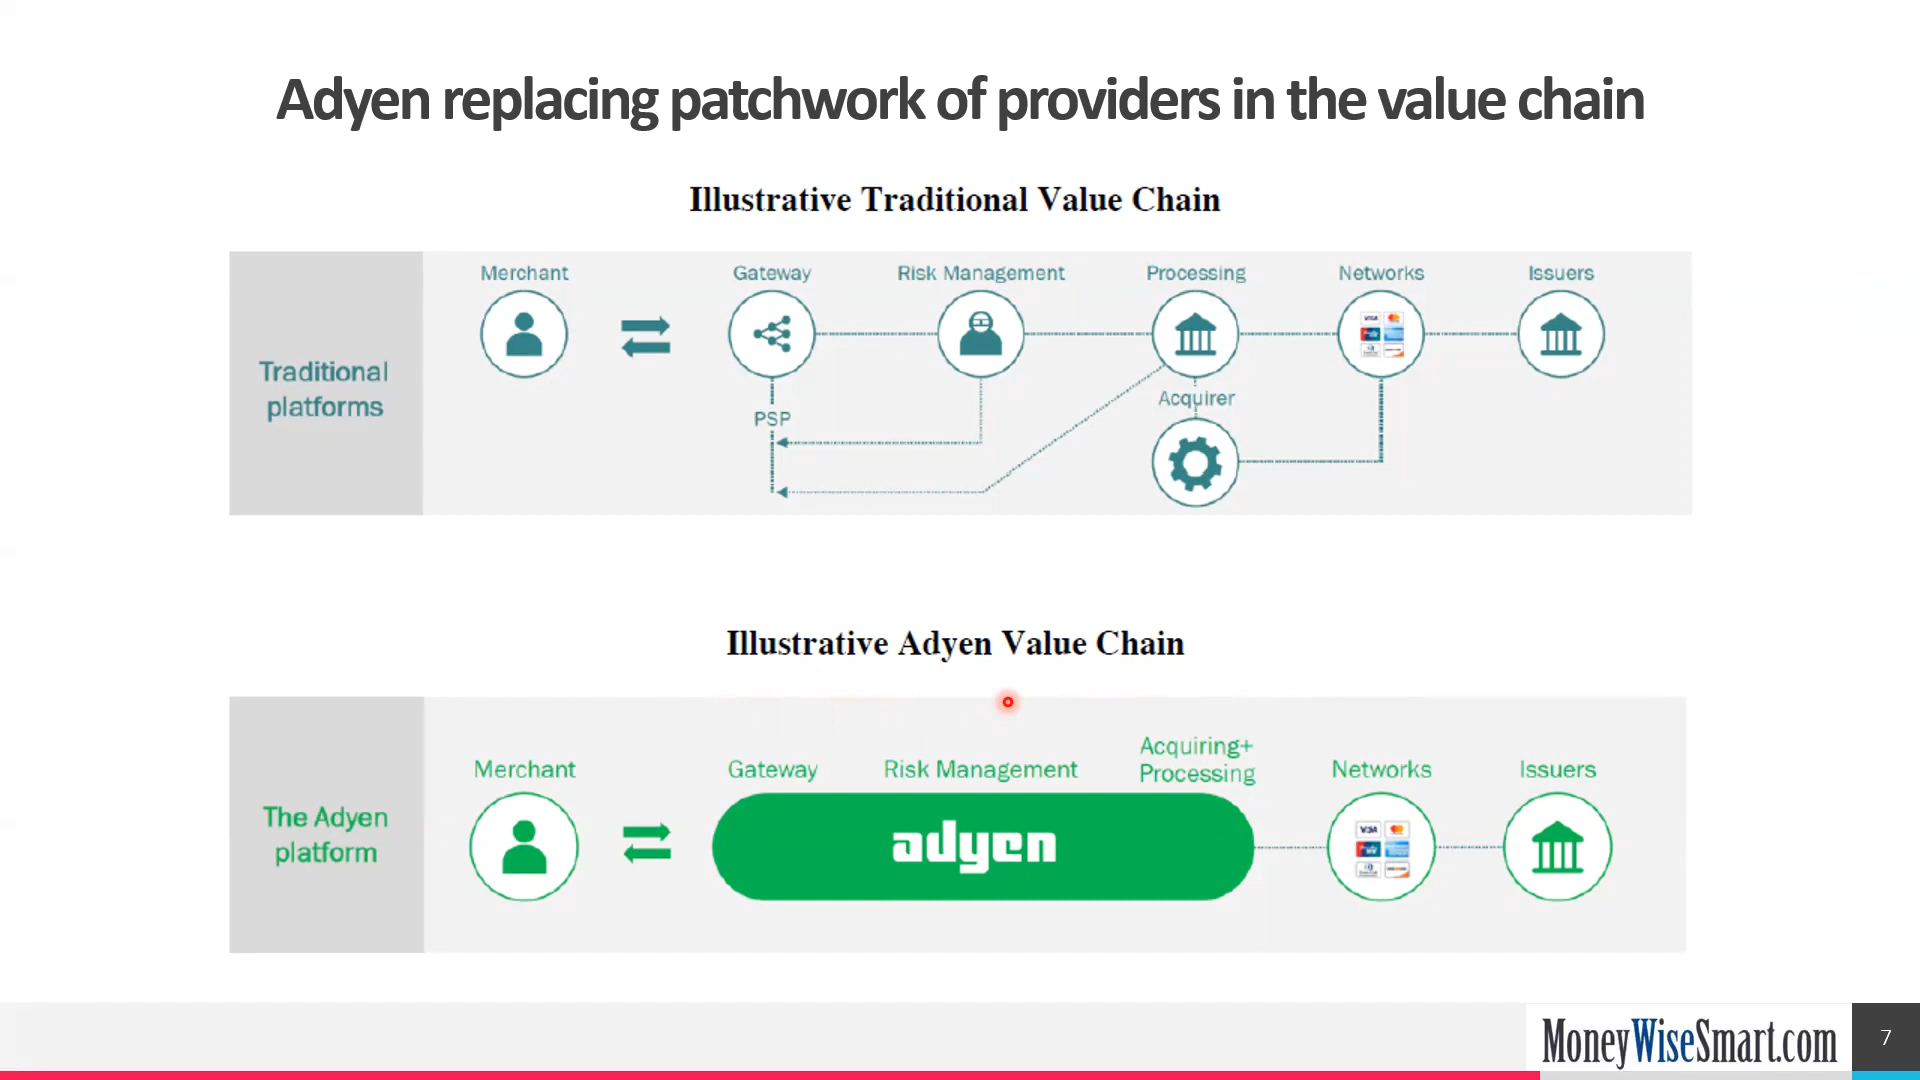 Adyen replacing patchwork of providers in the value chain
Illustrative Traditional Value Chain
Traditional
platforms
Merchant
Gateway
Risk Management
Processing
Networks
Issuers
PSP
Acquirer
VISA
Illustrative Adyen Value Chain
The Adyen
platform
Merchant
Gateway
Risk Management
Acquiring+
Processing
Networks
Issuers
adyen
VISA
MoneyWiseSmart.com
7